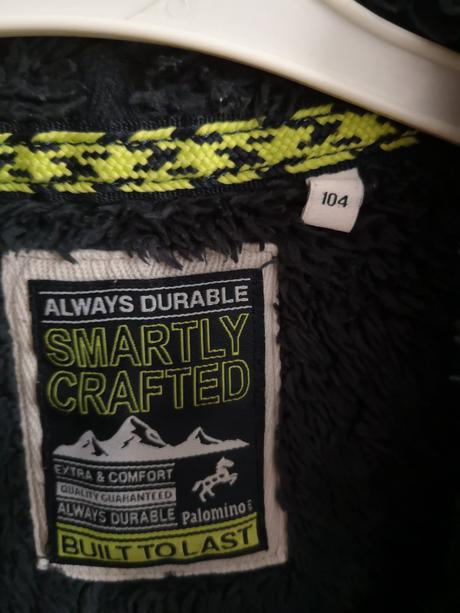 104
ALWAYS DURABLE
SMARTLY
CRAFTED
EXTRA & COMFORT
QUALITY GUARANTEED
ALWAYS DURABLE
Palomino
BUILT TO LAST